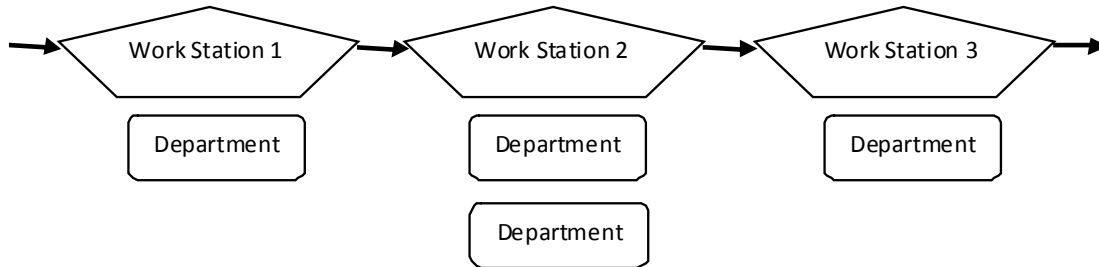 Work Station 1
Work Station 2
Work Station 3
Department
Department
Department
Department